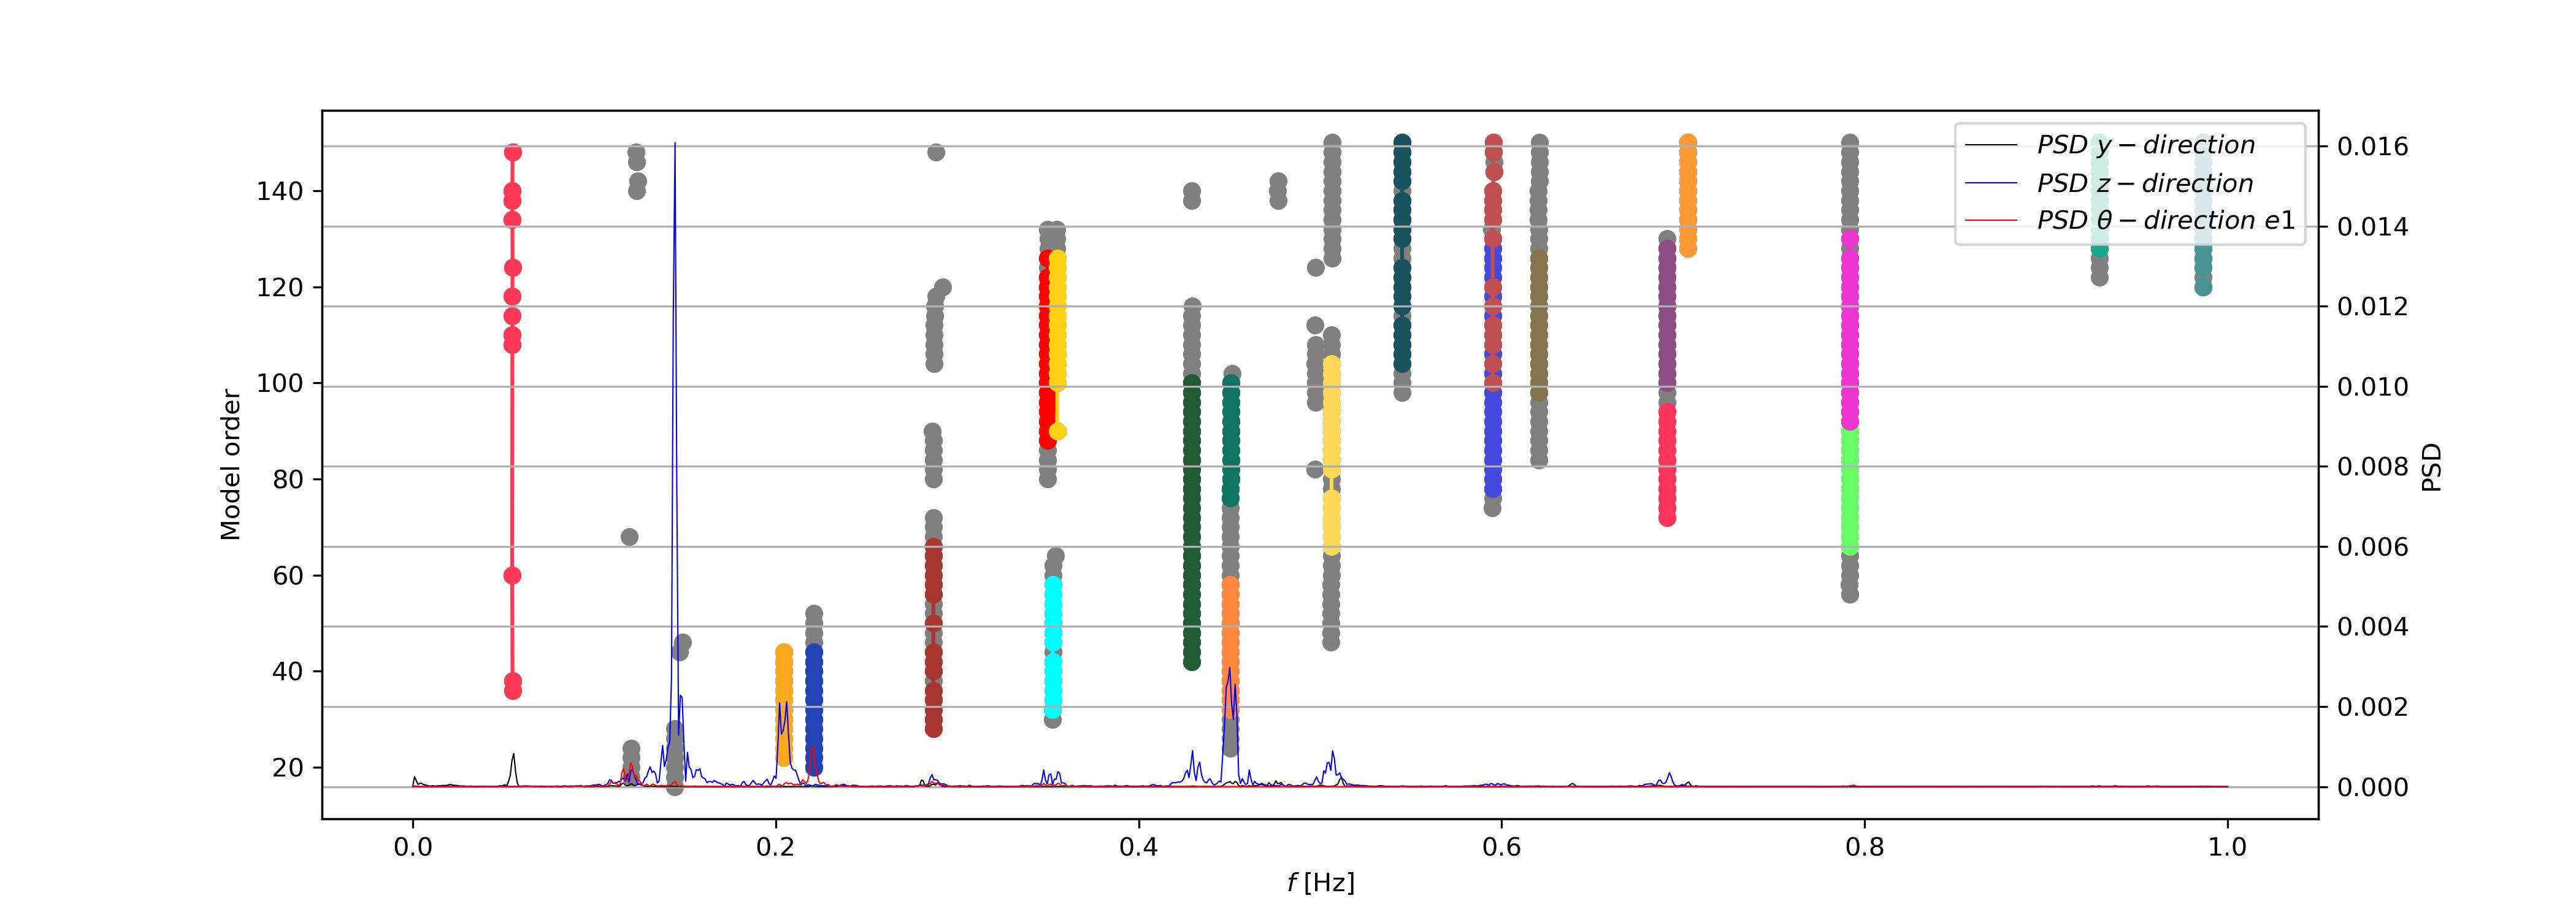 PSD y − direction
PSD z − direction
PSD θ − direction e1
Model order
140
120
100
80
60
40
20
0.016
0.014
0.012
0.010
0.008
0.006
0.004
0.002
0.000
PSD
0.0 0.2 0.4 0.6 0.8 1.0
f [Hz]